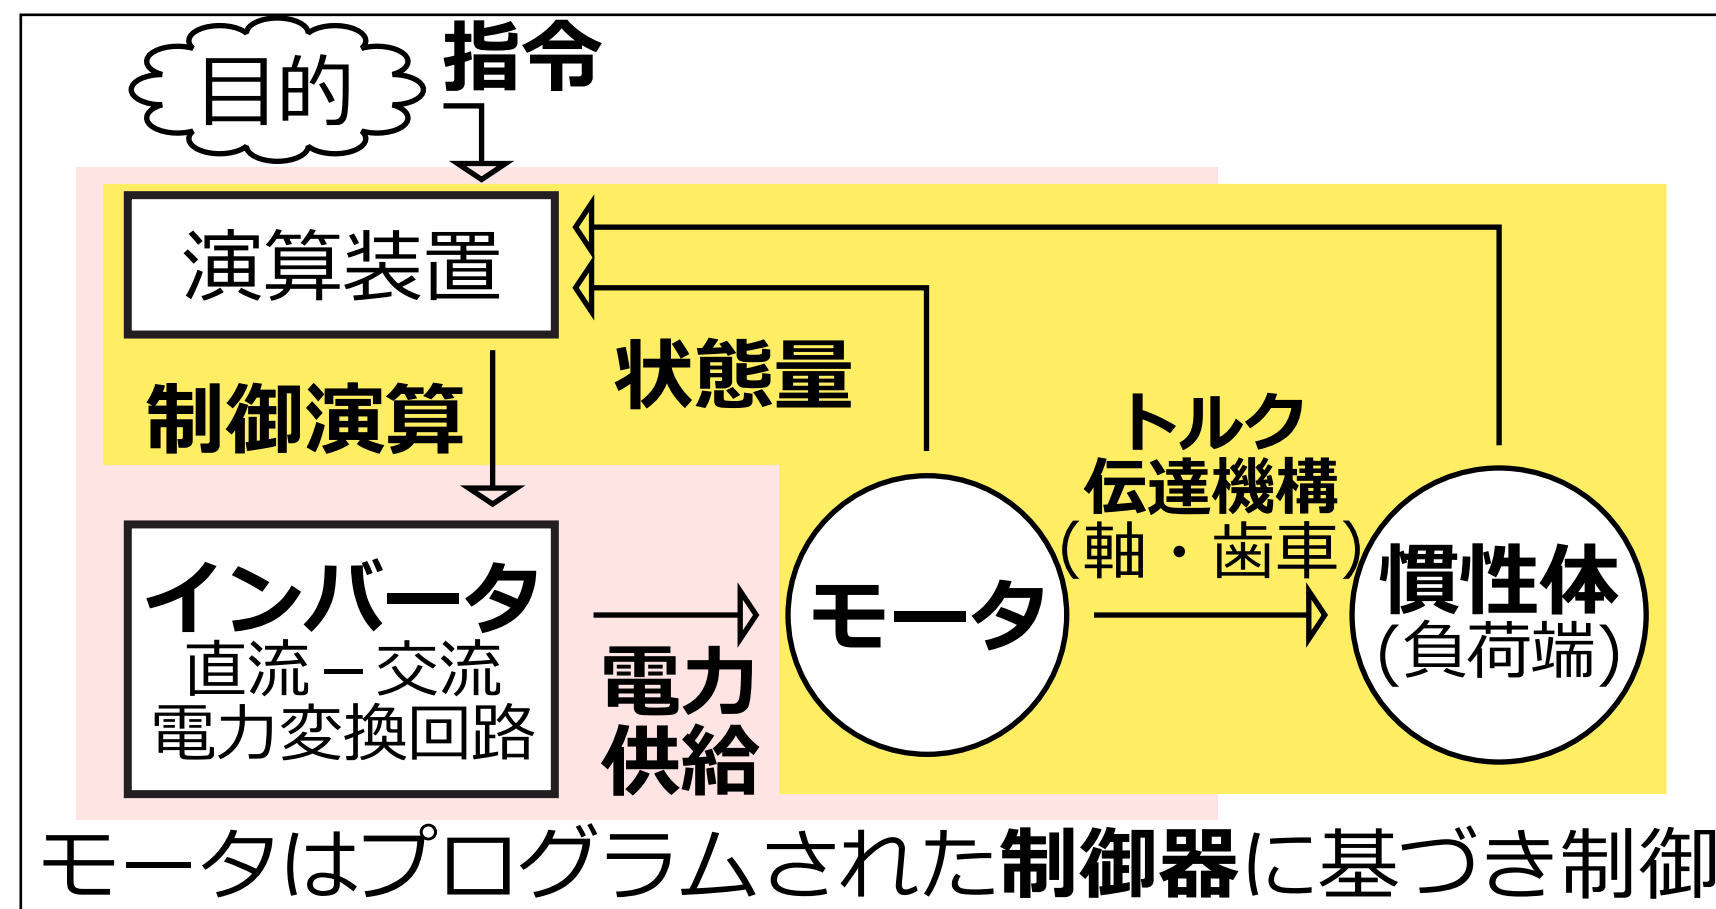 目的
指令
演算装置
状態量
制御演算
トルク
伝達機構
(軸・歯車)
インバータ
直流－交流
電力変換回路
電力
供給
モータ
慣性体
(負荷端)
モータはプログラムされた制御器に基づき制御